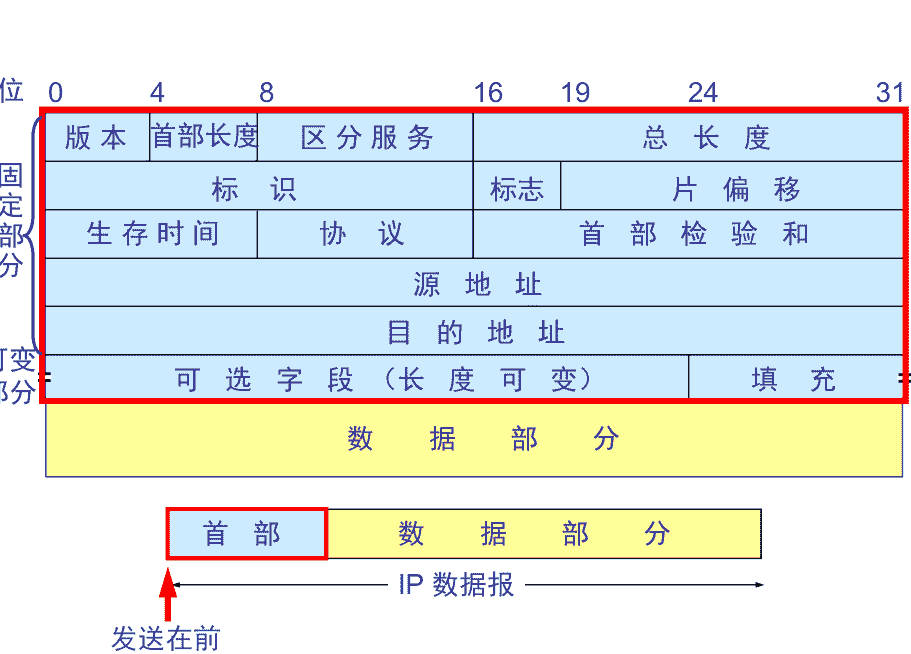 位 0 4 8 16 19 24 31
版本 首部长度 区分服务 总长度
标识 标志 片偏移
生存时间 协议 首部检验和
源地址
目的地址
可选字段（长度可变） 填充
数据部分
固定部分
可变部分
首部 数据部分
IP 数据报
发送在前